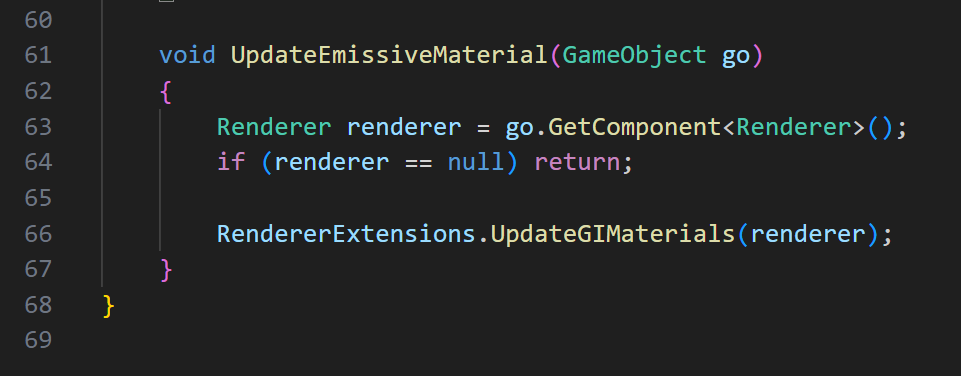 60
61 void UpdateEmissiveMaterial(GameObject go)
62 {
63 Renderer renderer = go.GetComponent<Renderer>();
64 if (renderer == null) return;
65
66 RendererExtensions.UpdateGIMaterials(renderer);
67 }
68 }
69